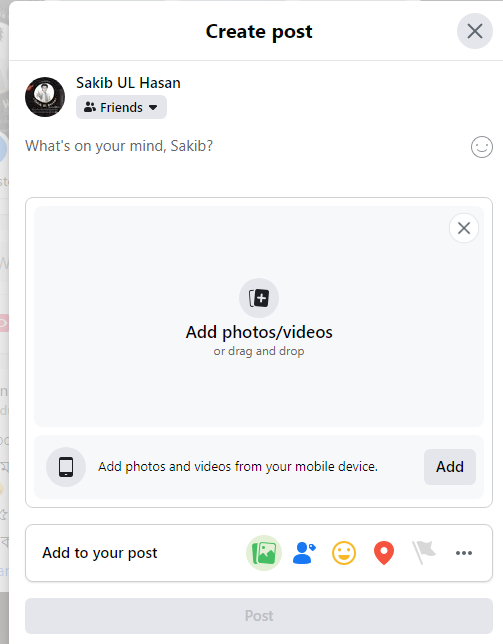 Create post
Sakib UL Hasan
Friends
What's on your mind, Sakib?
Add photos/videos
or drag and drop
Add photos and videos from your mobile device.
Add
Add to your post
Post